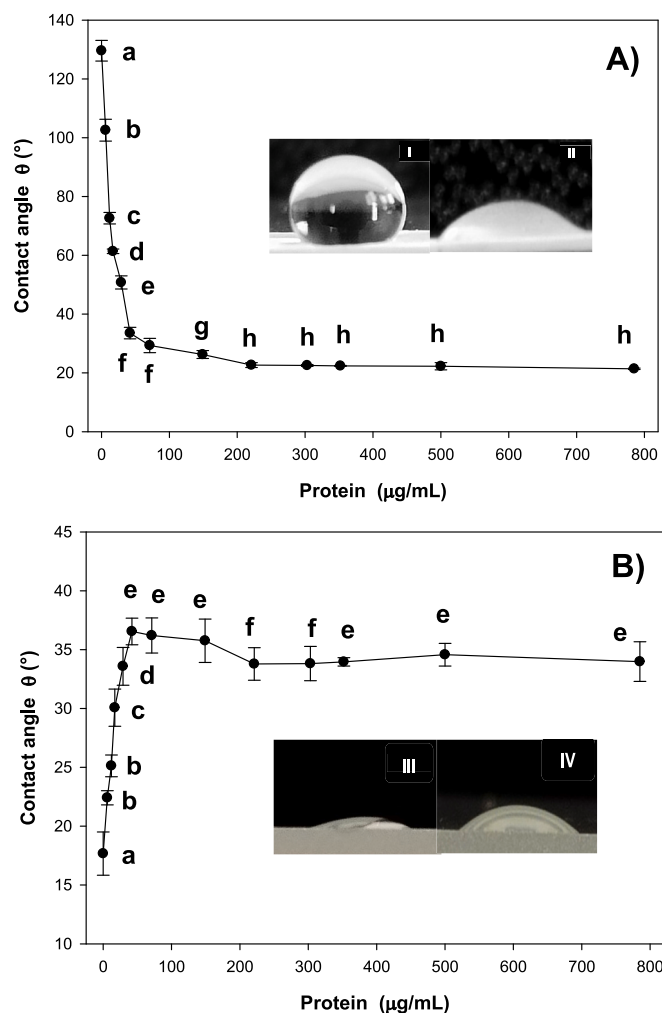 140
A)
a
120
b
100
I
II
80
c
d
60
e
40
g
h
h
h
h
h
f
f
20
0
0
100
200
300
400
500
600
700
800
Contact angle θ (°)
Protein (µg/mL)
45
B)
40
e
e
e
f
f
e
e
e
35
d
c
30
b
b
25
III
IV
20
a
15
10
0
100
200
300
400
500
600
700
800
Contact angle θ (°)
Protein (µg/mL)